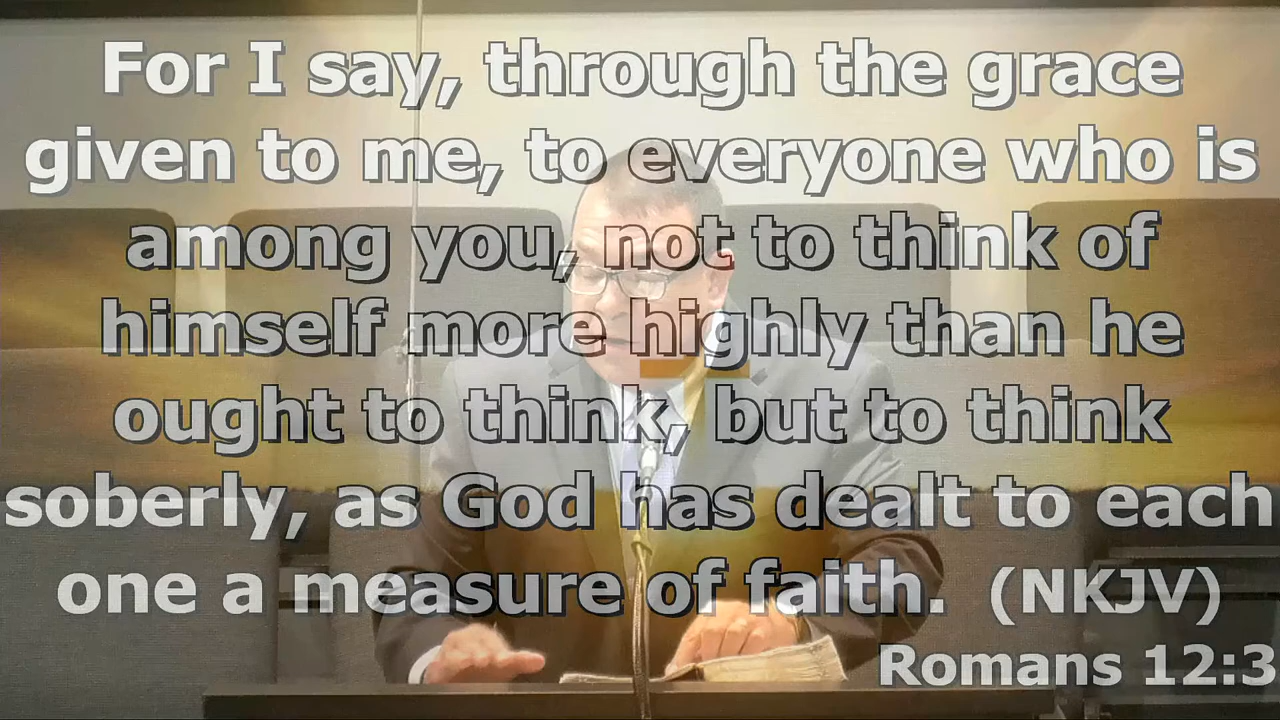 For I say, through the grace
given to me, to everyone who is
among you, not to think of
himself more highly than he
ought to think, but to think
soberly, as God has dealt to each
one a measure of faith. (NKJV)
Romans 12:3